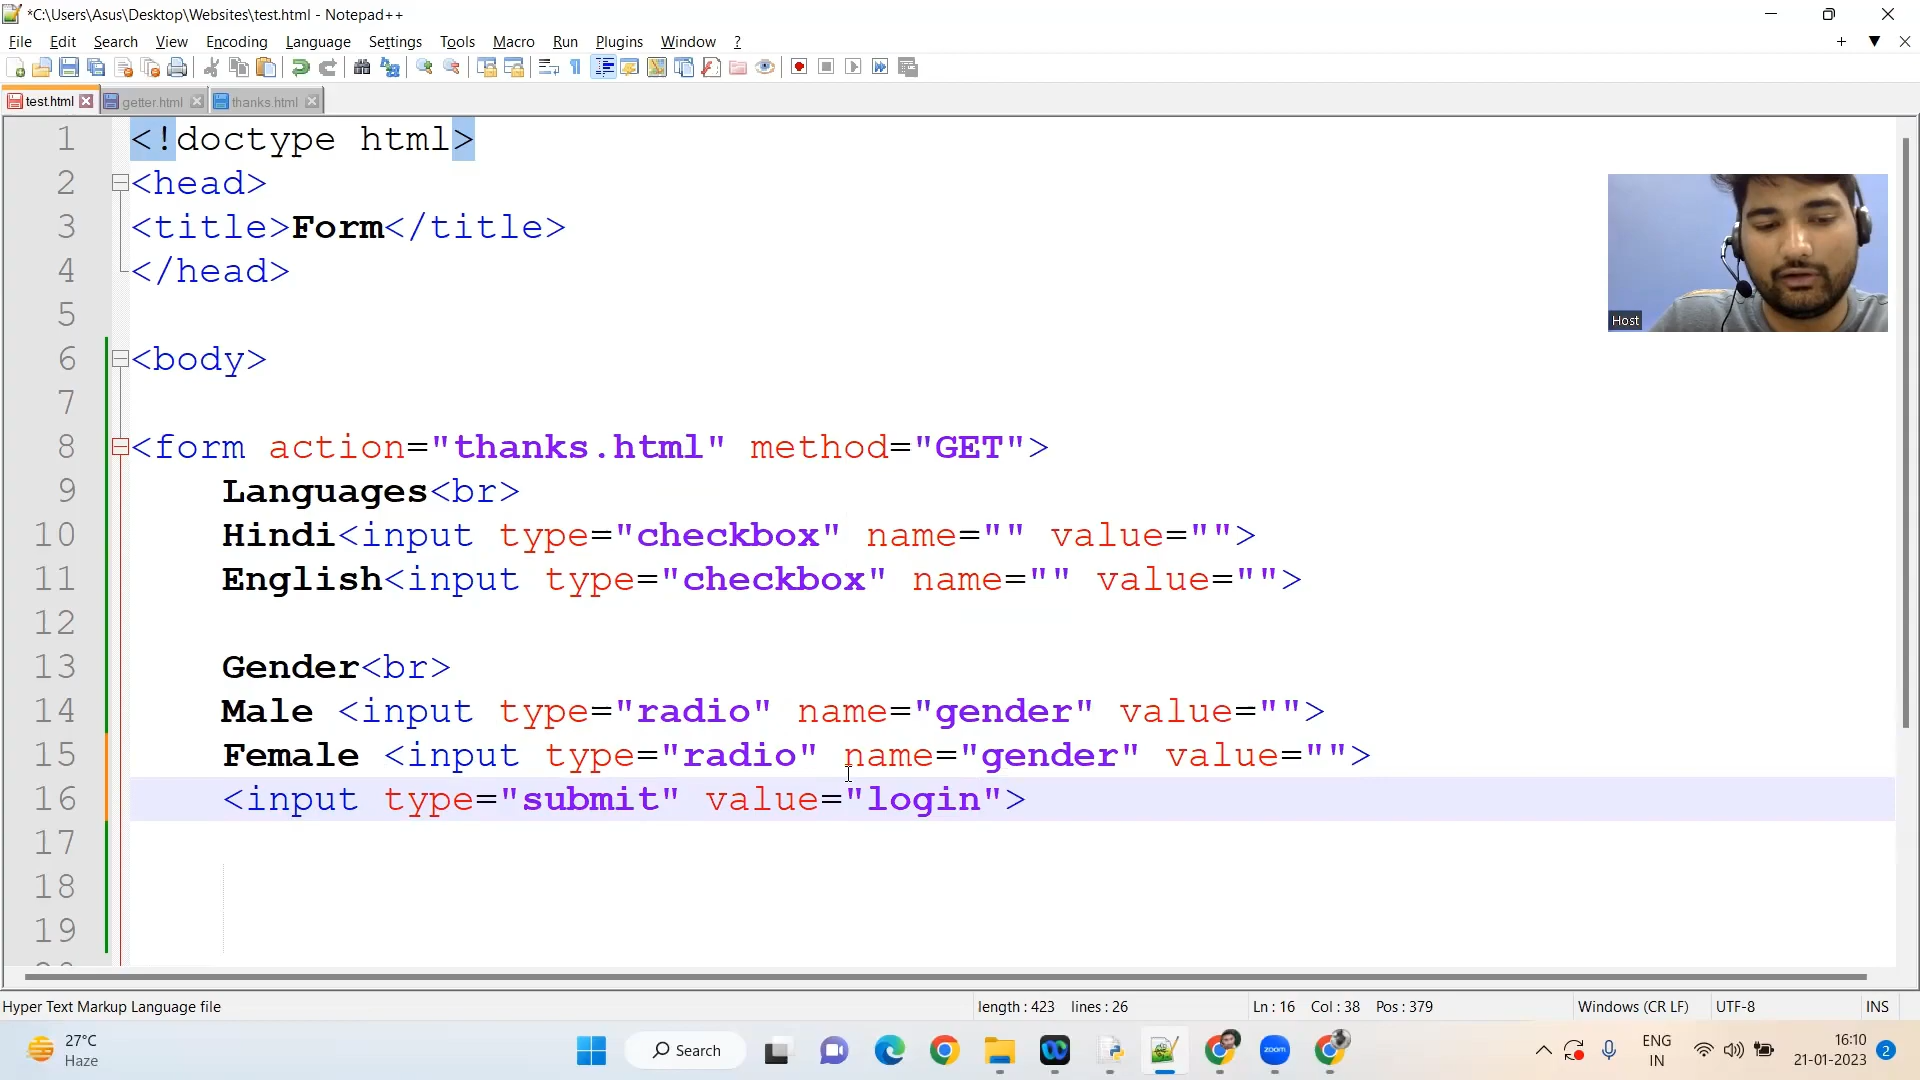 *C:\Users\Asus\Desktop\Websites\test.html - Notepad++
File Edit Search View Encoding Language Settings Tools Macro Run Plugins Window ?
test.html getter.html thanks.html
1 <!doctype html>
2 <head>
3 <title>Form</title>
4 </head>
5
6 <body>
7
8 <form action="thanks.html" method="GET">
9 Languages<br>
10 Hindi<input type="checkbox" name="" value="">
11 English<input type="checkbox" name="" value="">
12
13 Gender<br>
14 Male <input type="radio" name="gender" value="">
15 Female <input type="radio" name="gender" value="">
16 <input type="submit" value="login">
17
18
19
Host
Hyper Text Markup Language file length : 423 lines : 26 Ln : 16 Col : 38 Pos : 379 Windows (CR LF) UTF-8 INS
27°C
Haze
Search
zoom
ENG
IN
16:10
21-01-2023
2